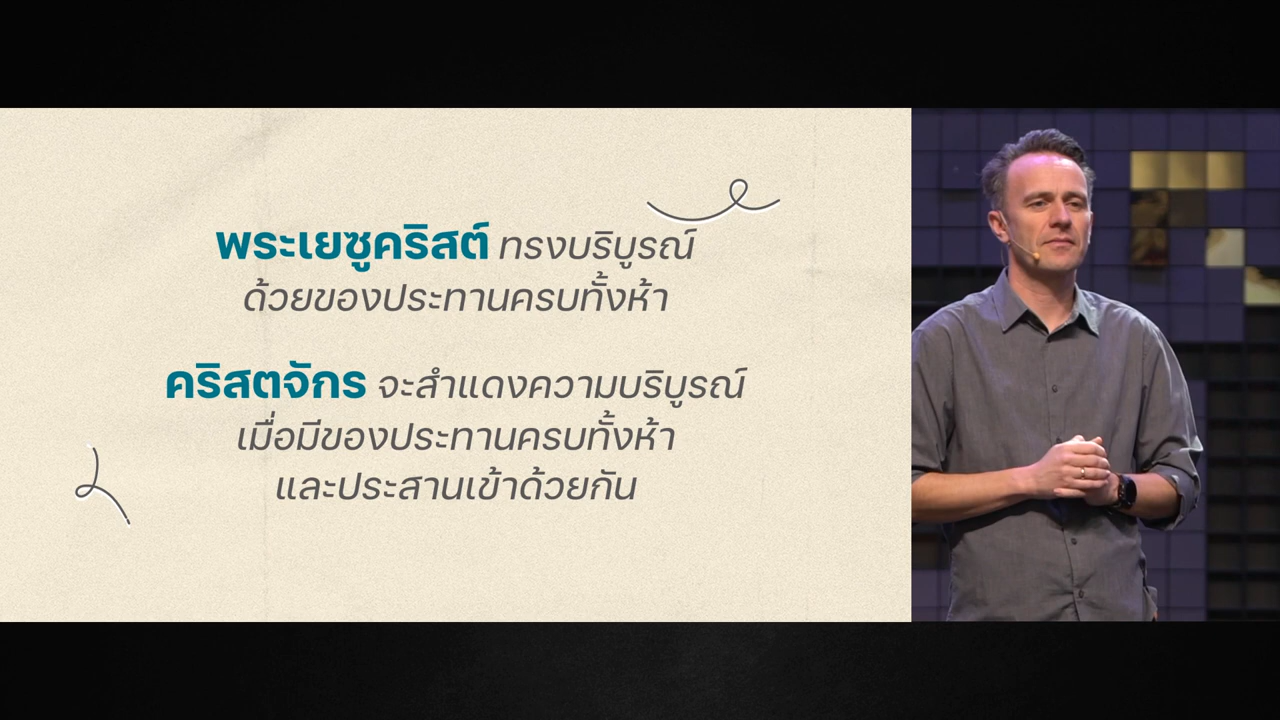 พระเยซูคริสต์ ทรงบริบูรณ์
ด้วยของประทานครบทั้งห้า
คริสตจักร จะสำแดงความบริบูรณ์
เมื่อมีของประทานครบทั้งห้า
และประสานเข้าด้วยกัน